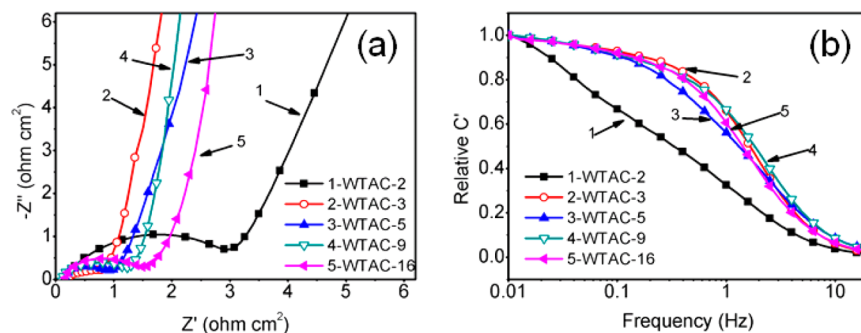 (a)
-Z'' (ohm cm²)
6
5
4
3
2
1
0
4
2
3
1
5
1-WTAC-2
2-WTAC-3
3-WTAC-5
4-WTAC-9
5-WTAC-16
0 1 2 3 4 5 6
Z' (ohm cm²)
(b)
Relative C'
1.0
0.8
0.6
0.4
0.2
0.0
2
1
3
5
4
1-WTAC-2
2-WTAC-3
3-WTAC-5
4-WTAC-9
5-WTAC-16
0.01 0.1 1 10
Frequency (Hz)